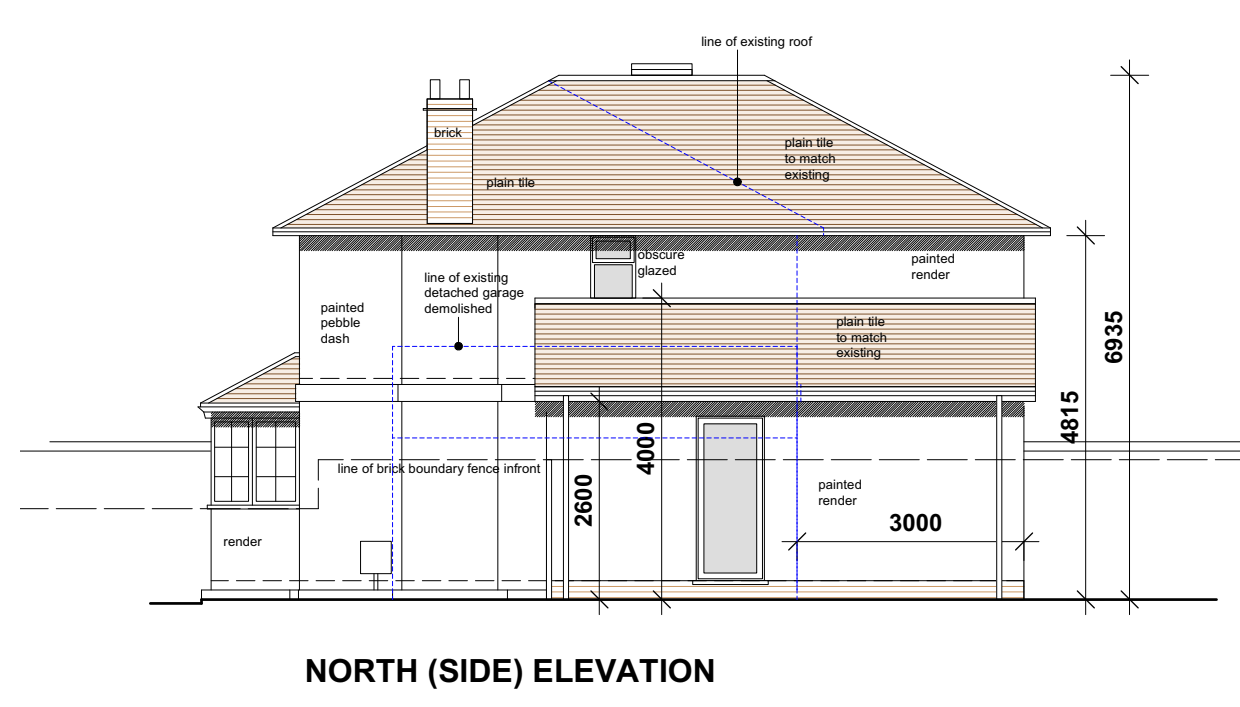 line of existing roof
brick
plain tile
to match
existing
plain tile
obscure
glazed
painted
render
line of existing
detached garage
demolished
painted
pebble
dash
plain tile
to match
existing
6935
4815
4000
2600
line of brick boundary fence infront
painted
render
3000
render
NORTH (SIDE) ELEVATION